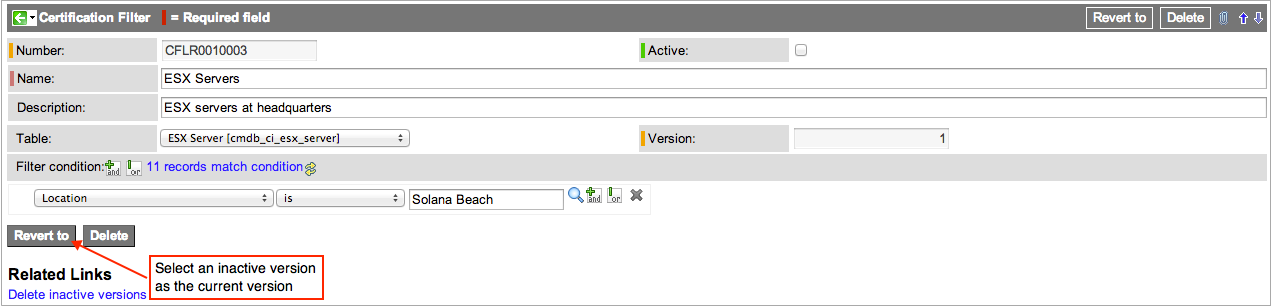 Certification Filter = Required field Revert to Delete
Number: CFLR0010003 Active:
Name: ESX Servers
Description: ESX servers at headquarters
Table: ESX Server [cmdb_ci_esx_server] Version: 1
Filter condition: and or 11 records match condition
Location is Solana Beach and or
Revert to Delete
Select an inactive version
as the current version
Related Links
Delete inactive versions